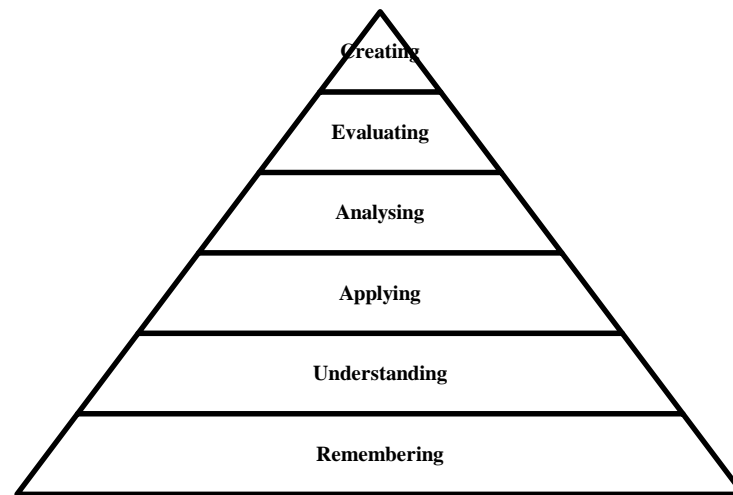 Creating
Evaluating
Analysing
Applying
Understanding
Remembering